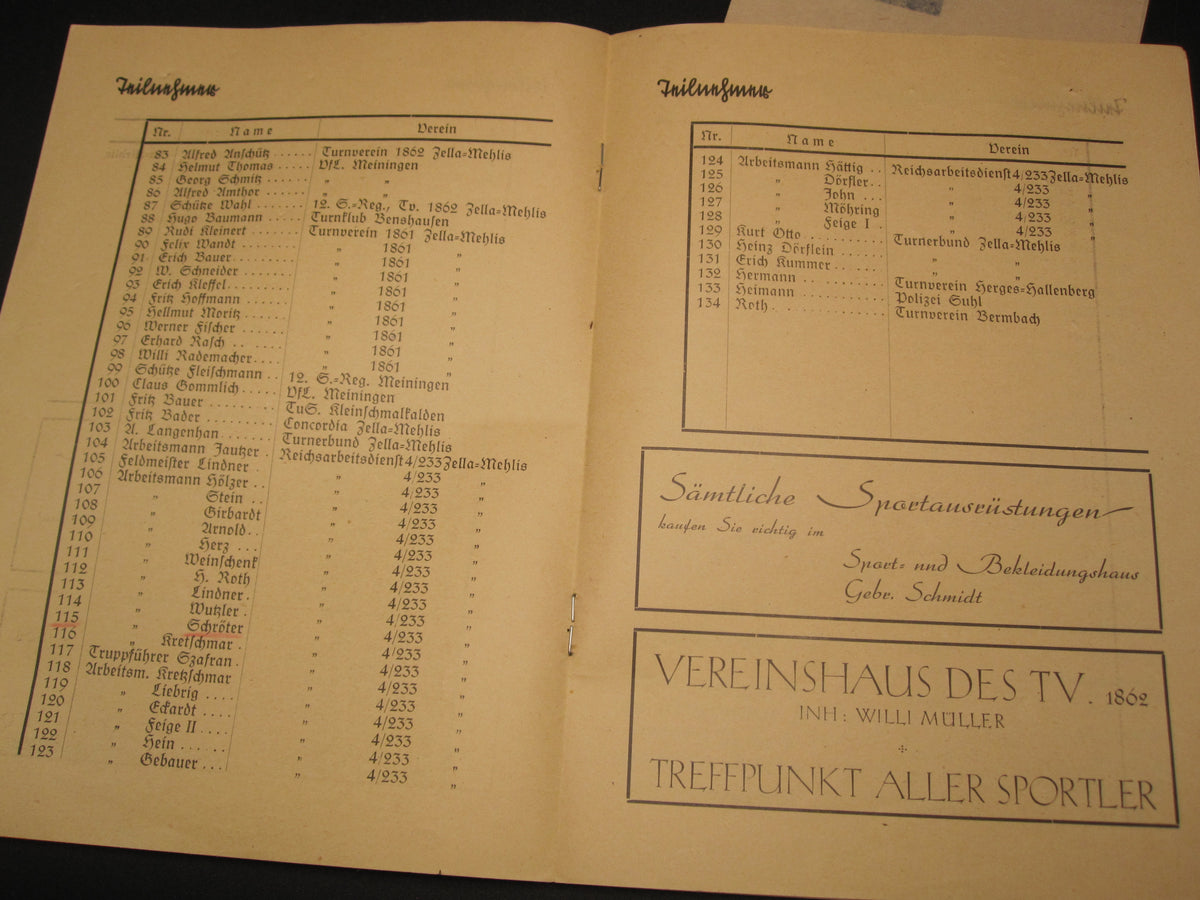 Teilnehmer
Nr. Name Verein
83 Alfred Anschütz ...... Turnverein 1862 Zella-Mehlis
84 Helmut Thomas ..... VfL. Meiningen
85 Georg Schmitz .... „ „
86 Alfred Amthor ..... „ „
87 Schütze Wahl ...... 12. S.-Reg., Tv. 1862 Zella-Mehlis
88 Hugo Baumann ..... Turnklub Benshausen
89 Rudi Kleinert ...... Turnverein 1861 Zella-Mehlis
90 Felix Wandt ....... „ 1861 „
91 Erich Bauer ........ „ 1861 „
92 W. Schneider ....... „ 1861 „
93 Erich Kleffel ........ „ 1861 „
94 Fritz Hoffmann ..... „ 1861 „
95 Hellmut Moritz .... „ 1861 „
96 Werner Fischer ..... „ 1861 „
97 Erhard Rasch .. ..... „ 1861 „
98 Willi Rademacher .... „ 1861 „
99 Schütze Fleischmann .. 12. S.-Reg. Meiningen
100 Claus Gommlich ..... VfL. Meiningen
101 Fritz Bauer ........ TuS. Kleinschmalkalden
102 Fritz Bader ........ Concordia Zella-Mehlis
103 A. Langenhan ....... Turnerbund Zella-Mehlis
104 Arbeitsmann Jautzer . Reichsarbeitsdienst 4/233 Zella-Mehlis
105 Feldmeister Lindner . „ 4/233 „
106 Arbeitsmann Hölzer .. „ 4/233 „
107 „ Stein .. „ 4/233 „
108 „ Girbardt „ 4/233 „
109 „ Arnold .. „ 4/233 „
110 „ Herz ... „ 4/233 „
111 „ Weinschenk „ 4/233 „
112 „ H. Roth „ 4/233 „
113 „ Lindner . „ 4/233 „
114 „ Wutzler . „ 4/233 „
115 „ Schröter „ 4/233 „
116 „ Kretschmar . „ 4/233 „
117 Truppführer Szafran . „ 4/233 „
118 Arbeitsm. Kretzschmar „ 4/233 „
119 „ Liebrig .... „ 4/233 „
120 „ Eckardt .... „ 4/233 „
121 „ Feige II .... „ 4/233 „
122 „ Hein ..... „ 4/233 „
123 „ Gebauer ... „ 4/233 „
Teilnehmer
Nr. Name Verein
124 Arbeitsmann Hättig .. Reichsarbeitsdienst 4/233 Zella-Mehlis
125 „ Dörfler .. „ 4/233 „
126 „ John ... „ 4/233 „
127 „ Möhring „ 4/233 „
128 „ Feige I . „ 4/233 „
129 Kurt Otto .......... Turnerbund Zella-Mehlis
130 Heinz Dörflein ...... „ „
131 Erich Kummer ...... „ „
132 Hermann .......... Turnverein Herges-Hallenberg
133 Heimann .......... Polizei Suhl
134 Roth. .......... Turnverein Bermbach
Sämtliche Sportausrüstungen
kaufen Sie richtig im
Sport- und Bekleidungshaus
Gebr. Schmidt
VEREINSHAUS DES TV. 1862
INH: WILLI MÜLLER
TREFFPUNKT ALLER SPORTLER